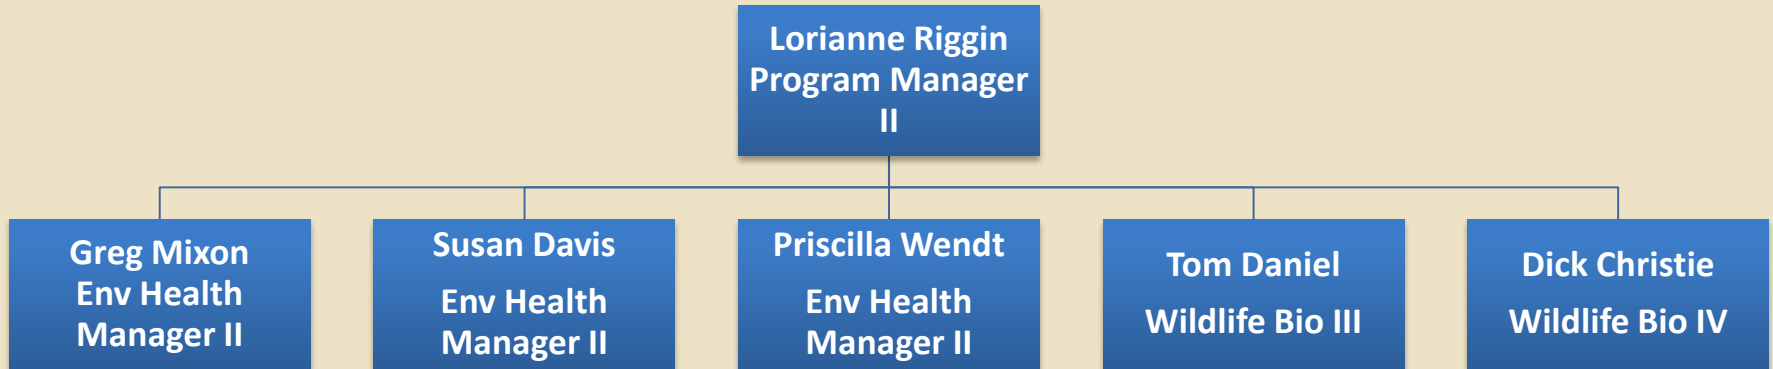 Lorianne Riggin
Program Manager
II
Greg Mixon
Env Health
Manager II
Susan Davis
Env Health
Manager II
Priscilla Wendt
Env Health
Manager II
Tom Daniel
Wildlife Bio III
Dick Christie
Wildlife Bio IV